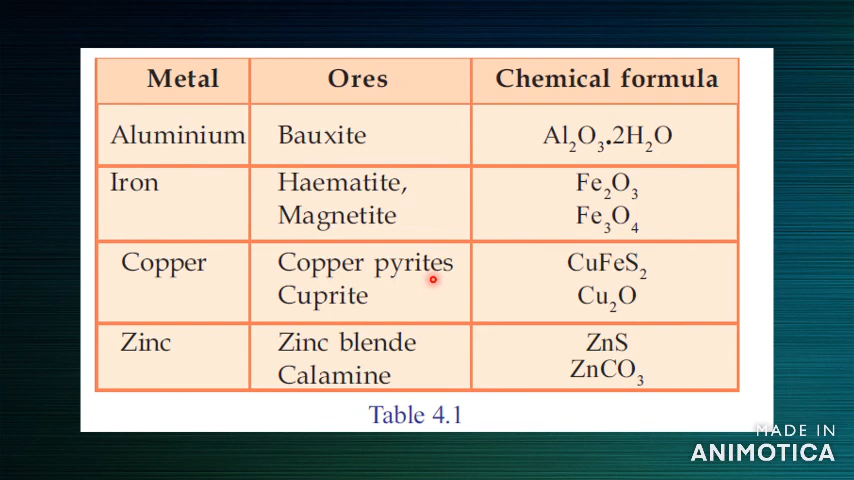 Metal Ores Chemical formula
Aluminium Bauxite Al₂O₃.2H₂O
Iron Haematite, Fe₂O₃
Magnetite Fe₃O₄
Copper Copper pyrites CuFeS₂
Cuprite Cu₂O
Zinc Zinc blende ZnS
Calamine ZnCO₃
Table 4.1
MADE IN
ANIMOTICA